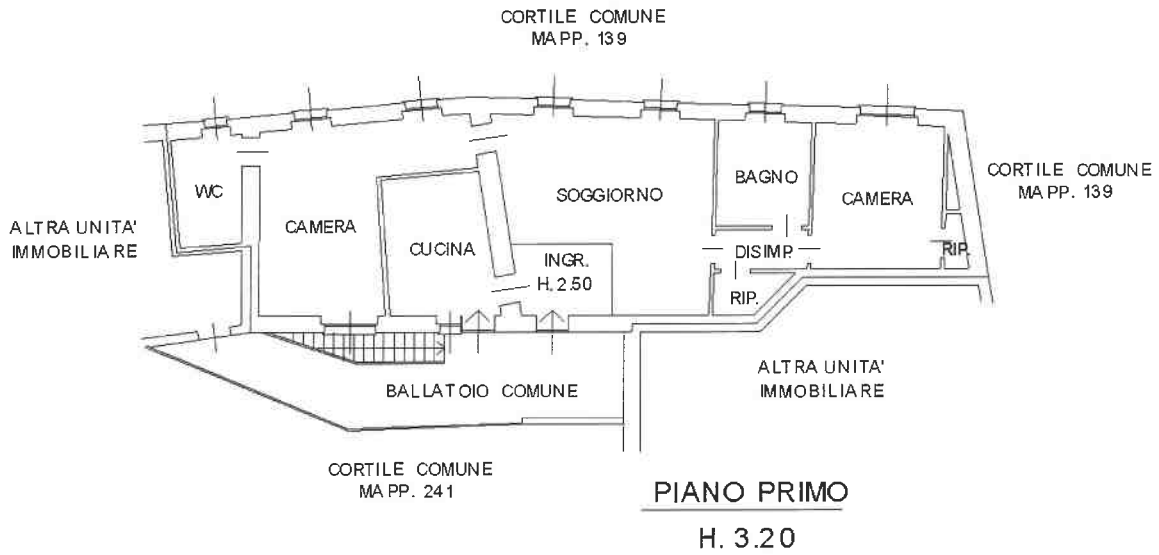 CORTILE COMUNE
MAPP. 139
CORTILE COMUNE
MAPP. 139
ALTRA UNITA'
IMMOBILIARE
WC
CAMERA
CUCINA
SOGGIORNO
BAGNO
CAMERA
INGR.
H. 2.50
DISIMP
RIP.
RIP.
BALLATOIO COMUNE
ALTRA UNITA'
IMMOBILIARE
CORTILE COMUNE
MAPP. 241
PIANO PRIMO
H. 3.20